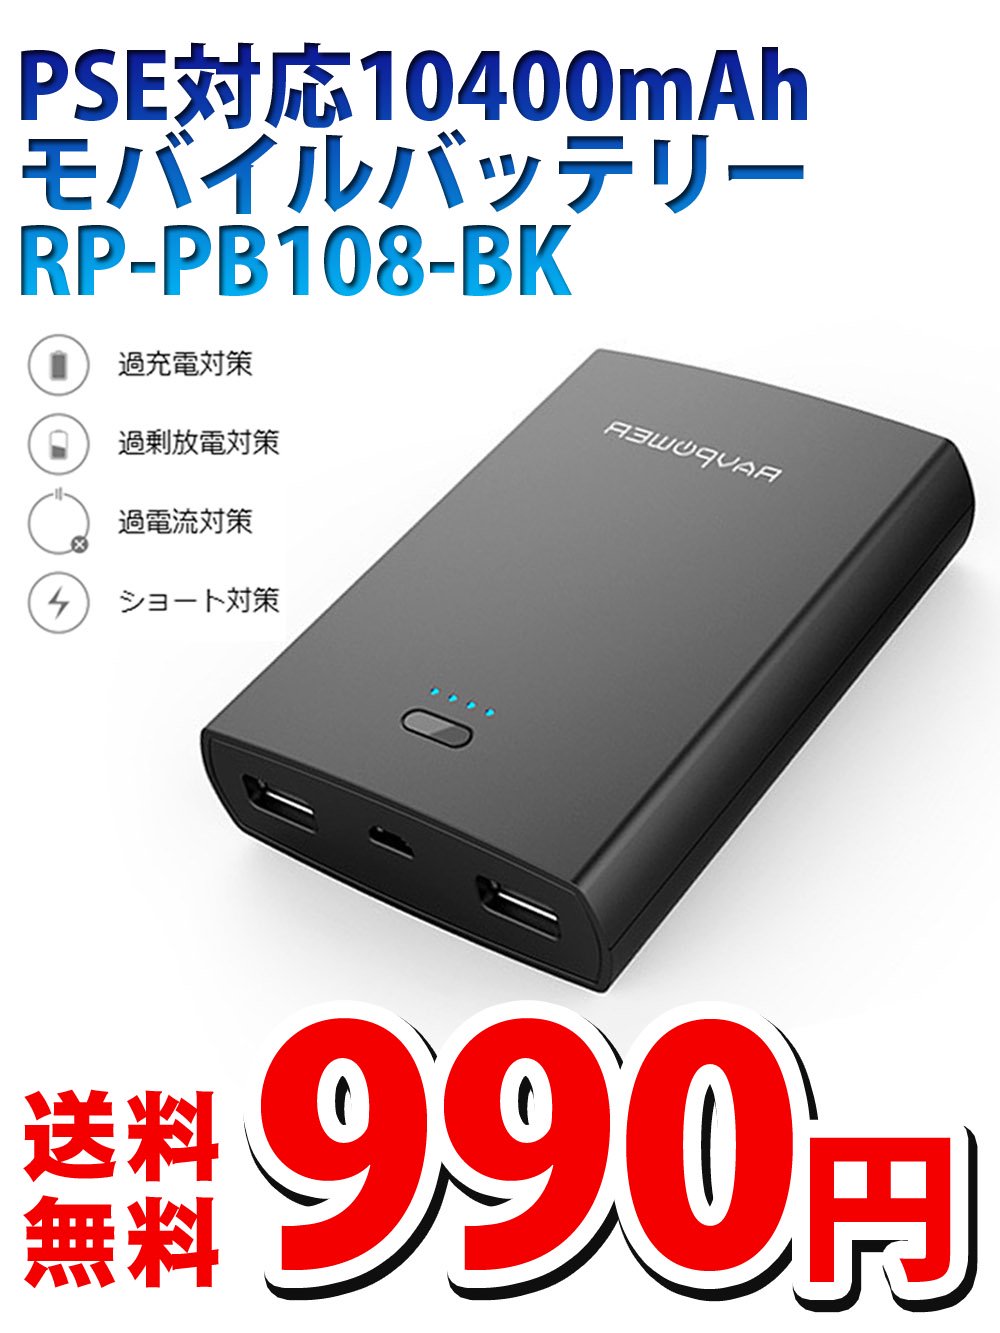 PSE対応10400mAh
モバイルバッテリー
RP-PB108-BK
過充電対策
過剰放電対策
過電流対策
ショート対策
RAVPOWER
送料
無料
990円